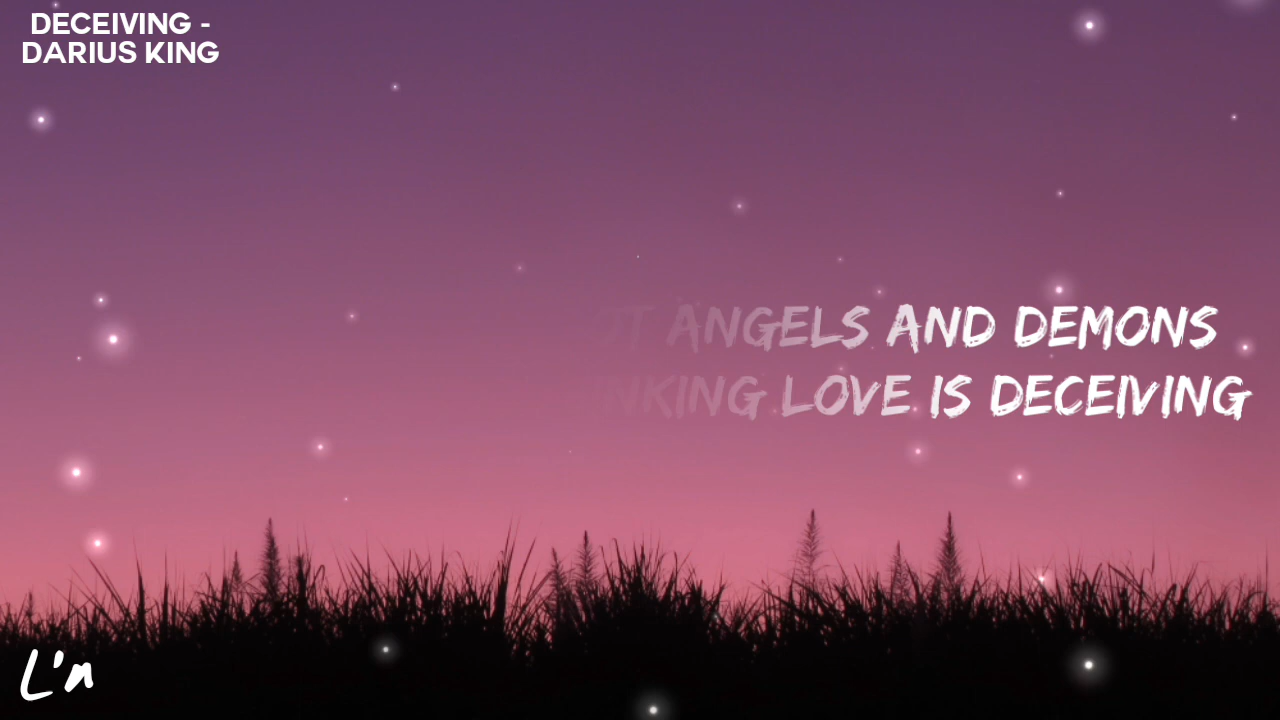 DECEIVING -
DARIUS KING
ANGELS AND DEMONS
LOVE IS DECEIVING
L'n